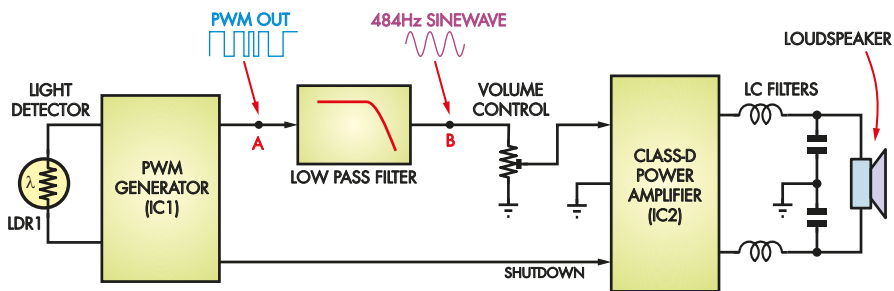 PWM OUT
484Hz SINEWAVE
LOUDSPEAKER
LIGHT
DETECTOR
VOLUME
CONTROL
LC FILTERS
A
B
PWM
GENERATOR
(IC1)
LOW PASS FILTER
CLASS-D
POWER
AMPLIFIER
(IC2)
λ
LDR1
SHUTDOWN